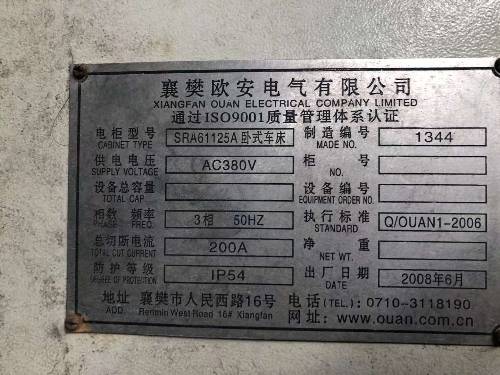 襄樊欧安电气有限公司
XIANGFAN OUAN ELECTRICAL COMPANY LIMITED
通过ISO9001质量管理体系认证
电柜型号 SRA61125A 卧式车床 制造编号 1344
CABINET TYPE MADE NO.
供电电压 AC380V 柜号
SUPPLY VOLTAGE NO.
设备总容量 设备编号
TOTAL CAP EQUIPMENT ORDER NO.
相数 频率 3相 50HZ 执行标准 Q/OUAN1-2006
PHASE FREQ. STANDARD
总切断电流 200A 净重
TOTAL CUT CURRENT NET WT.
防护等级 IP54 出厂日期 2008年6月
DEGREE OF PROTECTION DATE
地址 襄樊市人民西路16号 电话(TEL.): 0710-3118190
ADD. Renmin West Road 16# Xiangfan 网址: www.ouan.com.cn